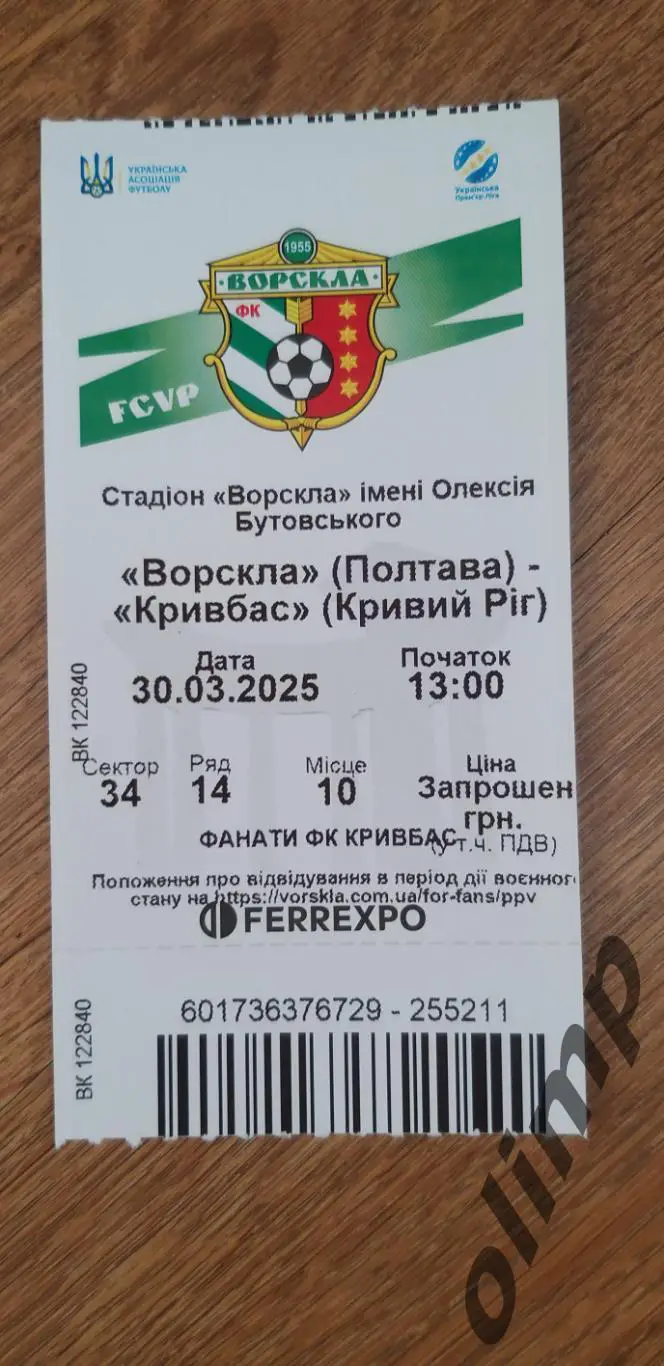 УКРАЇНСЬКА
АСОЦІАЦІЯ
ФУТБОЛУ
Українська
Прем'єр-Ліга
1955
ВОРСКЛА
ФК
FCVP
Стадіон «Ворскла» імені Олексія
Бутовського
«Ворскла» (Полтава) -
«Кривбас» (Кривий Ріг)
Дата
Початок
30.03.2025
13:00
ВК 122840
Сектор
Ряд
Місце
Ціна
34
14
10
Запрошен
грн.
ФАНАТИ ФК КРИВБАС
(у т.ч. ПДВ)
Положення про відвідування в період дії воєнного
стану на https://vorskla.com.ua/for-fans/ppv
FERREXPO
601736376729 - 255211
ВК 122840
olimp